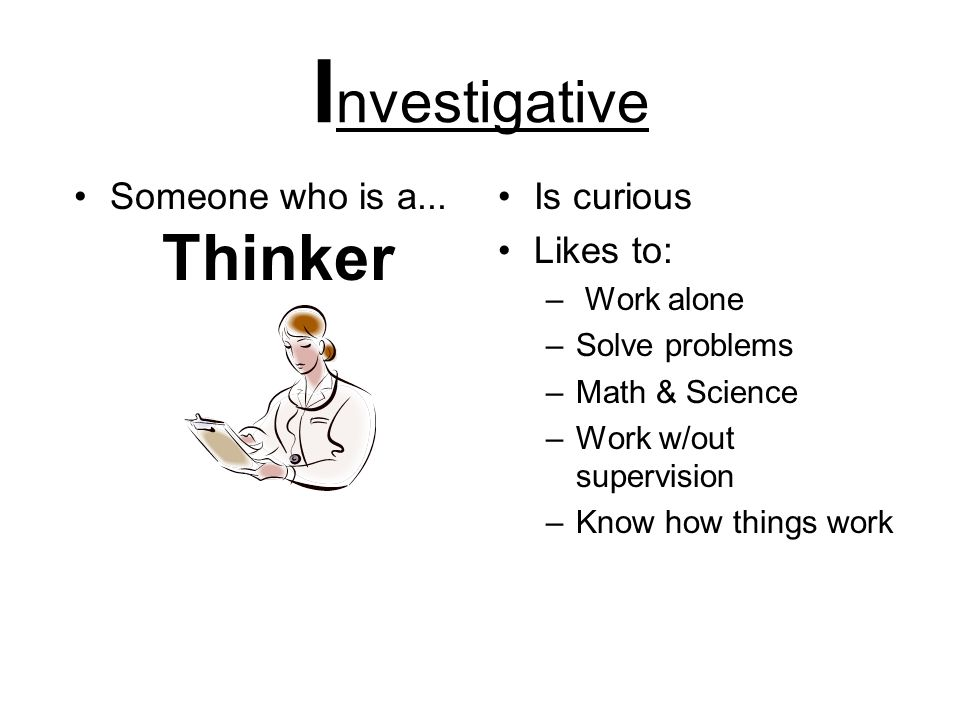 Investigative
• Someone who is a...
Thinker
• Is curious
• Likes to:
– Work alone
– Solve problems
– Math & Science
– Work w/out
supervision
– Know how things work